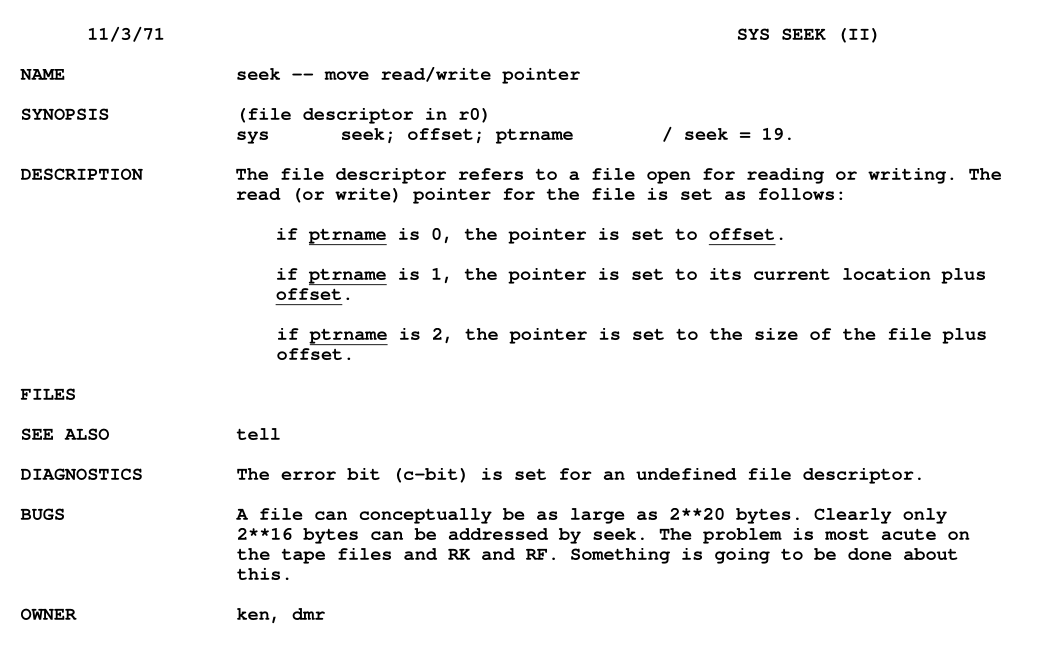 11/3/71 SYS SEEK (II)
NAME seek -- move read/write pointer
SYNOPSIS (file descriptor in r0)
sys seek; offset; ptrname / seek = 19.
DESCRIPTION The file descriptor refers to a file open for reading or writing. The
read (or write) pointer for the file is set as follows:
if ptrname is 0, the pointer is set to offset.
if ptrname is 1, the pointer is set to its current location plus
offset.
if ptrname is 2, the pointer is set to the size of the file plus
offset.
FILES
SEE ALSO tell
DIAGNOSTICS The error bit (c-bit) is set for an undefined file descriptor.
BUGS A file can conceptually be as large as 2**20 bytes. Clearly only
2**16 bytes can be addressed by seek. The problem is most acute on
the tape files and RK and RF. Something is going to be done about
this.
OWNER ken, dmr